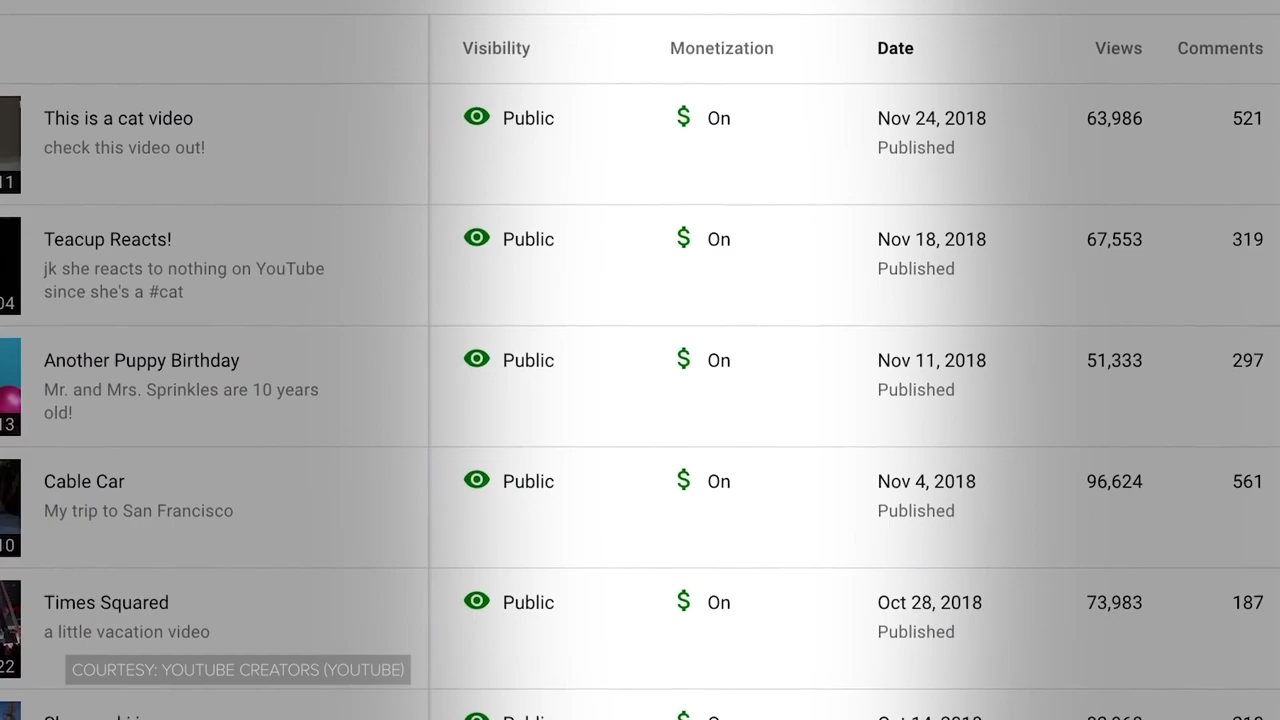 Visibility Monetization Date Views Comments
This is a cat video Public $ On Nov 24, 2018 63,986 521
check this video out! Published
11
Teacup Reacts! Public $ On Nov 18, 2018 67,553 319
jk she reacts to nothing on YouTube Published
since she's a #cat
04
Another Puppy Birthday Public $ On Nov 11, 2018 51,333 297
Mr. and Mrs. Sprinkles are 10 years Published
old!
13
Cable Car Public $ On Nov 4, 2018 96,624 561
My trip to San Francisco Published
10
Times Squared Public $ On Oct 28, 2018 73,983 187
a little vacation video Published
22
COURTESY: YOUTUBE CREATORS (YOUTUBE)